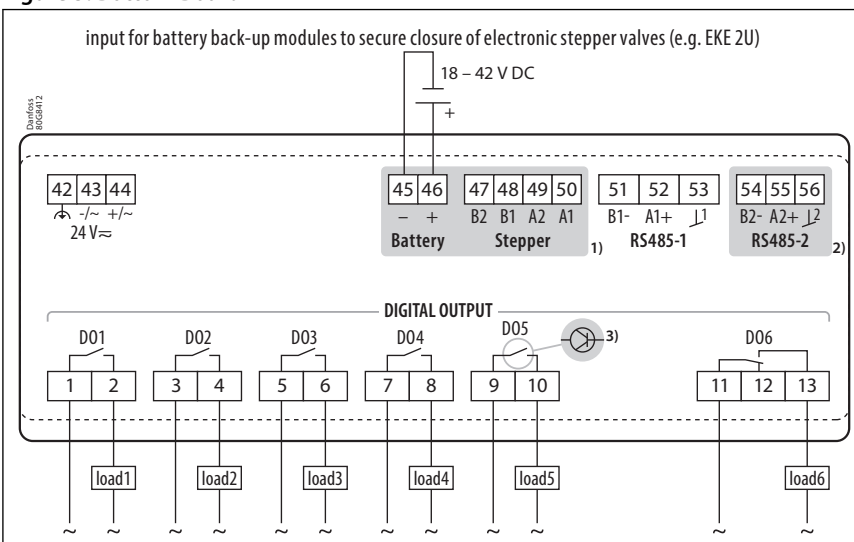 input for battery back-up modules to secure closure of electronic stepper valves (e.g. EKE 2U)
18 – 42 V DC
+
Danfoss
80G8412
42 43 44
-/~ +/~
24 V
45 46
– +
Battery
47 48 49 50
B2 B1 A2 A1
Stepper
1)
51 52 53
B1- A1+ 1
RS485-1
54 55 56
B2- A2+ 2
RS485-2
2)
DIGITAL OUTPUT
DO1 DO2 DO3 DO4 DO5 3) DO6
1 2 3 4 5 6 7 8 9 10 11 12 13
load1 load2 load3 load4 load5 load6
~ ~ ~ ~ ~ ~ ~ ~ ~ ~ ~ ~